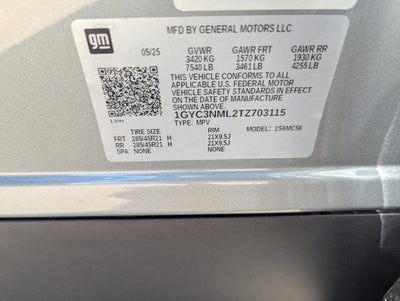 gm
MFD BY GENERAL MOTORS LLC
05/25 GVWR GAWR FRT GAWR RR
3420 KG 1570 KG 1930 KG
7540 LB 3461 LB 4255 LB
THIS VEHICLE CONFORMS TO ALL
APPLICABLE U.S. FEDERAL MOTOR
VEHICLE SAFETY STANDARDS IN EFFECT
ON THE DATE OF MANUFACTURE
SHOWN ABOVE.
1GYC3NML2TZ703115
TYPE: MPV
TIRE SIZE RIM MODEL: 256MC56
FRT 285/45R21 H 21X9.5J
RR 285/45R21 H 21X9.5J
SPA NONE NONE